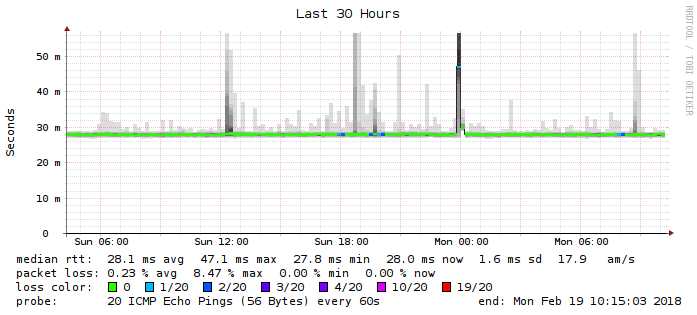 Last 30 Hours
RRDTOOL / TOBI OETIKER
Seconds
50 m
40 m
30 m
20 m
10 m
0
Sun 06:00 Sun 12:00 Sun 18:00 Mon 00:00 Mon 06:00
median rtt: 28.1 ms avg 47.1 ms max 27.8 ms min 28.0 ms now 1.6 ms sd 17.9 am/s
packet loss: 0.23 % avg 8.47 % max 0.00 % min 0.00 % now
loss color: 0 1/20 2/20 3/20 4/20 10/20 19/20
probe: 20 ICMP Echo Pings (56 Bytes) every 60s end: Mon Feb 19 10:15:03 2018